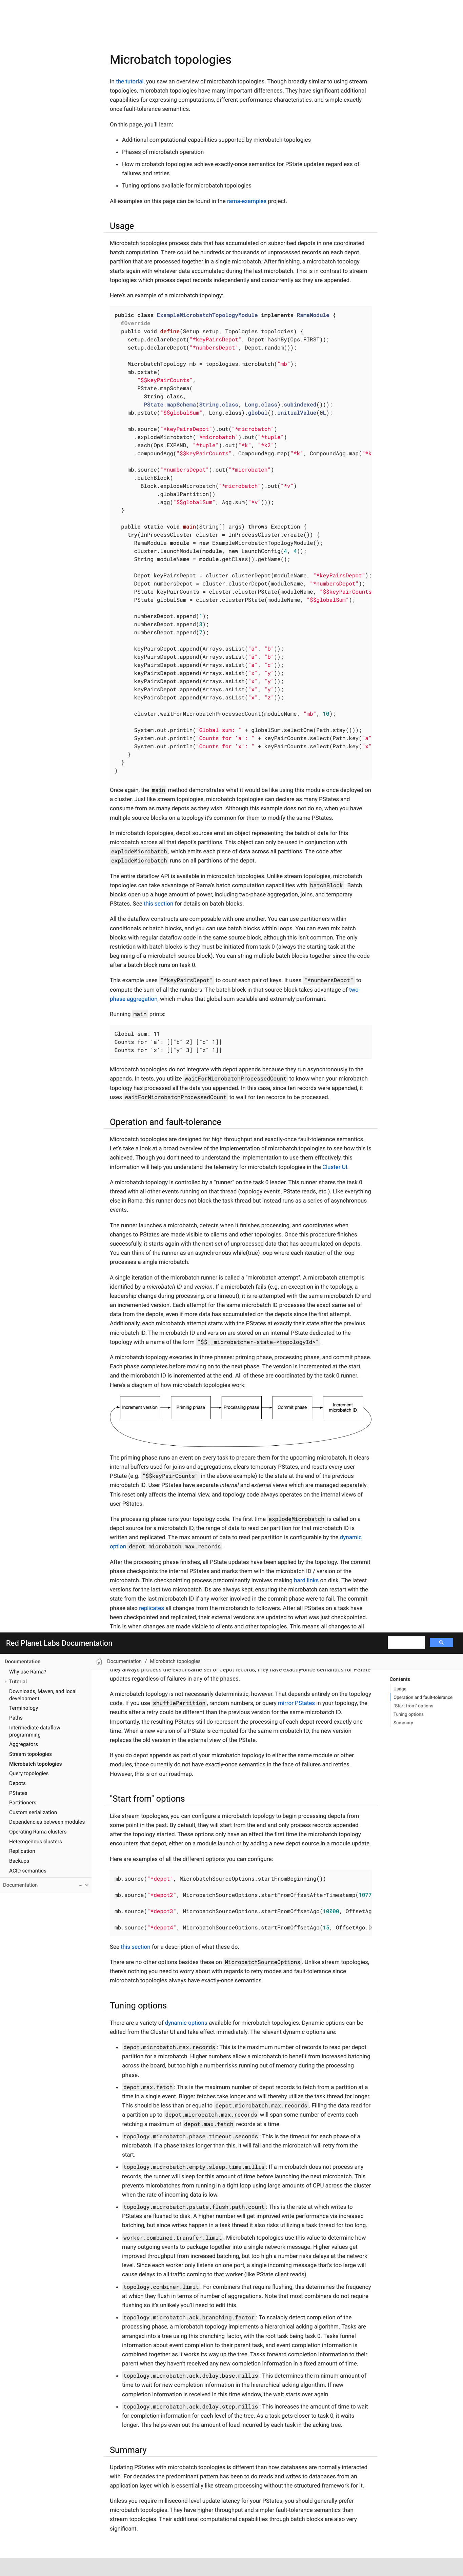 Microbatch topologies
In the tutorial, you saw an overview of microbatch topologies. Though broadly similar to using stream
topologies, microbatch topologies have many important differences. They have significant additional
capabilities for expressing computations, different performance characteristics, and simple exactly-
once fault-tolerance semantics.
On this page, you'll learn:
Additional computational capabilities supported by microbatch topologies
Phases of microbatch operation
How microbatch topologies achieve exactly-once semantics for PState updates regardless of
failures and retries
Tuning options available for microbatch topologies
All examples on this page can be found in the rama-examples project.
Usage
Microbatch topologies process data that has accumulated on subscribed depots in one coordinated
batch computation. There could be hundreds or thousands of unprocessed records on each depot
partition that are processed together in a single microbatch. After finishing, a microbatch topology
starts again with whatever data accumulated during the last microbatch. This is in contrast to stream
topologies which process depot records independently and concurrently as they are appended.
Here's an example of a microbatch topology:
public class ExampleMicrobatchTopologyModule implements RamaModule {
@Override
public void define(Setup setup, Topologies topologies) {
setup.declareDepot("*keyPairsDepot", Depot.hashBy(Ops.FIRST));
setup.declareDepot("*numbersDepot", Depot.random());
MicrobatchTopology mb = topologies.microbatch("mb");
mb.pstate(
"$$keyPairCounts",
PState.mapSchema(
String.class,
PState.mapSchema(String.class, Long.class).subindexed()));
mb.pstate("$$globalSum", Long.class).global().initialValue(0L);
mb.source("*keyPairsDepot").out("*microbatch")
.explodeMicrobatch("*microbatch").out("*tuple")
.each(Ops.EXPAND, "*tuple").out("*k", "*k2")
.compoundAgg("$$keyPairCounts", CompoundAgg.map("*k", CompoundAgg.map("*k
mb.source("*numbersDepot").out("*microbatch")
.batchBlock(
Block.explodeMicrobatch("*microbatch").out("*v")
.globalPartition()
.agg("$$globalSum", Agg.sum("*v")));
}
public static void main(String[] args) throws Exception {
try(InProcessCluster cluster = InProcessCluster.create()) {
RamaModule module = new ExampleMicrobatchTopologyModule();
cluster.launchModule(module, new LaunchConfig(4, 4));
String moduleName = module.getClass().getName();
Depot keyPairsDepot = cluster.clusterDepot(moduleName, "*keyPairsDepot");
Depot numbersDepot = cluster.clusterDepot(moduleName, "*numbersDepot");
PState keyPairCounts = cluster.clusterPState(moduleName, "$$keyPairCounts
PState globalSum = cluster.clusterPState(moduleName, "$$globalSum");
numbersDepot.append(1);
numbersDepot.append(3);
numbersDepot.append(7);
keyPairsDepot.append(Arrays.asList("a", "b"));
keyPairsDepot.append(Arrays.asList("a", "b"));
keyPairsDepot.append(Arrays.asList("a", "c"));
keyPairsDepot.append(Arrays.asList("x", "y"));
keyPairsDepot.append(Arrays.asList("x", "y"));
keyPairsDepot.append(Arrays.asList("x", "y"));
keyPairsDepot.append(Arrays.asList("x", "z"));
cluster.waitForMicrobatchProcessedCount(moduleName, "mb", 10);
System.out.println("Global sum: " + globalSum.selectOne(Path.stay()));
System.out.println("Counts for 'a': " + keyPairCounts.select(Path.key("a"
System.out.println("Counts for 'x': " + keyPairCounts.select(Path.key("x"
}
}
}
Once again, the main method demonstrates what it would be like using this module once deployed on
a cluster. Just like stream topologies, microbatch topologies can declare as many PStates and
consume from as many depots as they wish. Although this example does not do so, when you have
multiple source blocks on a topology it's common for them to modify the same PStates.
In microbatch topologies, depot sources emit an object representing the batch of data for this
microbatch across all that depot's partitions. This object can only be used in conjunction with
explodeMicrobatch, which emits each piece of data across all partitions. The code after
explodeMicrobatch runs on all partitions of the depot.
The entire dataflow API is available in microbatch topologies. Unlike stream topologies, microbatch
topologies can take advantage of Rama's batch computation capabilities with batchBlock. Batch
blocks open up a huge amount of power, including two-phase aggregation, joins, and temporary
PStates. See this section for details on batch blocks.
All the dataflow constructs are composable with one another. You can use partitioners within
conditionals or batch blocks, and you can use batch blocks within loops. You can even mix batch
blocks with regular dataflow code in the same source block, although this isn't common. The only
restriction with batch blocks is they must be initiated from task 0 (always the starting task at the
beginning of a microbatch source block). You can string multiple batch blocks together since the code
after a batch block runs on task 0.
This example uses "*keyPairsDepot" to count each pair of keys. It uses "*numbersDepot" to
compute the sum of all the numbers. The batch block in that source block takes advantage of two-
phase aggregation, which makes that global sum scalable and extremely performant.
Running main prints:
Global sum: 11
Counts for 'a': [["b" 2] ["c" 1]]
Counts for 'x': [["y" 3] ["z" 1]]
Microbatch topologies do not integrate with depot appends because they run asynchronously to the
appends. In tests, you utilize waitForMicrobatchProcessedCount to know when your microbatch
topology has processed all the data you appended. In this case, since ten records were appended, it
uses waitForMicrobatchProcessedCount to wait for ten records to be processed.
Operation and fault-tolerance
Microbatch topologies are designed for high throughput and exactly-once fault-tolerance semantics.
Let's take a look at a broad overview of the implementation of microbatch topologies to see how this is
achieved. Though you don't need to understand the implementation to use them effectively, this
information will help you understand the telemetry for microbatch topologies in the Cluster UI.
A microbatch topology is controlled by a "runner" on the task 0 leader. This runner shares the task 0
thread with all other events running on that thread (topology events, PState reads, etc.). Like everything
else in Rama, this runner does not block the task thread but instead runs as a series of asynchronous
events.
The runner launches a microbatch, detects when it finishes processing, and coordinates when
changes to PStates are made visible to clients and other topologies. Once this procedure finishes
successfully, it starts again with the next set of unprocessed data that has accumulated on depots.
You can think of the runner as an asynchronous while(true) loop where each iteration of the loop
processes a single microbatch.
A single iteration of the microbatch runner is called a "microbatch attempt". A microbatch attempt is
identified by a microbatch ID and version. If a microbatch fails (e.g. an exception in the topology, a
leadership change during processing, or a timeout), it is re-attempted with the same microbatch ID and
an incremented version. Each attempt for the same microbatch ID processes the exact same set of
data from the depots, even if more data has accumulated on the depots since the first attempt.
Additionally, each microbatch attempt starts with the PStates at exactly their state after the previous
microbatch ID. The microbatch ID and version are stored on an internal PState dedicated to the
topology with a name of the form "$$__microbatcher-state-<topologyId>".
A microbatch topology executes in three phases: priming phase, processing phase, and commit phase.
Each phase completes before moving on to the next phase. The version is incremented at the start,
and the microbatch ID is incremented at the end. All of these are coordinated by the task 0 runner.
Here's a diagram of how microbatch topologies work:
Increment version
Priming phase
Processing phase
Commit phase
Increment
microbatch ID
The priming phase runs an event on every task to prepare them for the upcoming microbatch. It clears
internal buffers used for joins and aggregations, clears temporary PStates, and resets every user
PState (e.g. "$$keyPairCounts" in the above example) to the state at the end of the previous
microbatch ID. User PStates have separate internal and external views which are managed separately.
This reset only affects the internal view, and topology code always operates on the internal views of
user PStates.
The processing phase runs your topology code. The first time explodeMicrobatch is called on a
depot source for a microbatch ID, the range of data to read per partition for that microbatch ID is
written and replicated. The max amount of data to read per partition is configurable by the dynamic
option depot.microbatch.max.records.
After the processing phase finishes, all PState updates have been applied by the topology. The commit
phase checkpoints the internal PStates and marks them with the microbatch ID / version of the
microbatch. This checkpointing process predominantly involves making hard links on disk. The latest
versions for the last two microbatch IDs are always kept, ensuring the microbatch can restart with the
state from the last microbatch ID if any worker involved in the commit were to fail. The commit phase
also replicates all changes from the microbatch to followers. After all PStates on a task have
been checkpointed and replicated, their external versions are updated to what they are internally.
This is when changes are made visible to clients and other topologies. This means all changes to all
Red Planet Labs Documentation
Documentation
Why use Rama?
Tutorial
Downloads, Maven, and local
development
Terminology
Paths
Intermediate dataflow
programming
Aggregators
Stream topologies
Microbatch topologies
Query topologies
Depots
PStates
Partitioners
Custom serialization
Dependencies between modules
Operating Rama clusters
Heterogenous clusters
Replication
Backups
ACID semantics
Documentation
Documentation / Microbatch topologies
Contents
Usage
Operation and fault-tolerance
"Start from" options
Tuning options
Summary
they always process the exact same set of depot data, they provide exactly-once semantics for PState
updates regardless of failures in any of the phases.
A microbatch topology is not necessarily deterministic, however. This depends entirely on the topology
code. If you use shufflePartition, random numbers, or query mirror PStates in your topology, the
results after a retry could be different than the previous version for the same microbatch ID.
Importantly, the resulting PStates still do represent the processing of each depot record exactly one
time. When a new version of a PState is computed for the same microbatch ID, the new version
replaces the old version in the external view of the PState.
If you do depot appends as part of your microbatch topology to either the same module or other
modules, those currently do not have exactly-once semantics in the face of failures and retries.
However, this is on our roadmap.
"Start from" options
Like stream topologies, you can configure a microbatch topology to begin processing depots from
some point in the past. By default they will start from the end and only process records appended
after the topology started. These options only have an effect the first time the microbatch topology
encounters that depot, either on a module launch or by adding a new depot source in a module update.
Here are examples of all the different options you can configure:
mb.source("*depot", MicrobatchSourceOptions.startFromBeginning())
mb.source("*depot2", MicrobatchSourceOptions.startFromOffsetAfterTimestamp(1077
mb.source("*depot3", MicrobatchSourceOptions.startFromOffsetAgo(10000, OffsetAg
mb.source("*depot4", MicrobatchSourceOptions.startFromOffsetAgo(15, OffsetAgo.D
See this section for a description of what these do.
There are no other options besides these on MicrobatchSourceOptions. Unlike stream topologies,
there's nothing you need to worry about with regards to retry modes and fault-tolerance since
microbatch topologies always have exactly-once semantics.
Tuning options
There are a variety of dynamic options available for microbatch topologies. Dynamic options can be
edited from the Cluster UI and take effect immediately. The relevant dynamic options are:
depot.microbatch.max.records: This is the maximum number of records to read per depot
partition for a microbatch. Higher numbers allow a microbatch to benefit from increased batching
across the board, but too high a number risks running out of memory during the processing
phase.
depot.max.fetch: This is the maximum number of depot records to fetch from a partition at a
time in a single event. Bigger fetches take longer and will thereby utilize the task thread for longer.
This should be less than or equal to depot.microbatch.max.records. Filling the data read for
a partition up to depot.microbatch.max.records will span some number of events each
fetching a maximum of depot.max.fetch records at a time.
topology.microbatch.phase.timeout.seconds: This is the timeout for each phase of a
microbatch. If a phase takes longer than this, it will fail and the microbatch will retry from the
start.
topology.microbatch.empty.sleep.time.millis: If a microbatch does not process any
records, the runner will sleep for this amount of time before launching the next microbatch. This
prevents microbatches from running in a tight loop using large amounts of CPU across the cluster
when the rate of incoming data is low.
topology.microbatch.pstate.flush.path.count: This is the rate at which writes to
PStates are flushed to disk. A higher number will get improved write performance via increased
batching, but since writes happen in a task thread it also risks utilizing a task thread for too long.
worker.combined.transfer.limit: Microbatch topologies use this value to determine how
many outgoing events to package together into a single network message. Higher values get
improved throughput from increased batching, but too high a number risks delays at the network
level. Since each worker only listens on one port, a single incoming message that's too large will
cause delays to all traffic coming to that worker (like PState client reads).
topology.combiner.limit: For combiners that require flushing, this determines the frequency
at which they flush in terms of number of aggregations. Note that most combiners do not require
flushing so it's unlikely you'll need to edit this.
topology.microbatch.ack.branching.factor: To scalably detect completion of the
processing phase, a microbatch topology implements a hierarchical acking algorithm. Tasks are
arranged into a tree using this branching factor, with the root task being task 0. Tasks funnel
information about event completion to their parent task, and event completion information is
combined together as it works its way up the tree. Tasks forward completion information to their
parent when they haven't received any new completion information in a fixed amount of time.
topology.microbatch.ack.delay.base.millis: This determines the minimum amount of
time to wait for new completion information in the hierarchical acking algorithm. If new
completion information is received in this time window, the wait starts over again.
topology.microbatch.ack.delay.step.millis: This increases the amount of time to wait
for completion information for each level of the tree. As a task gets closer to task 0, it waits
longer. This helps even out the amount of load incurred by each task in the acking tree.
Summary
Updating PStates with microbatch topologies is different than how databases are normally interacted
with. For decades the predominant pattern has been to do reads and writes to databases from an
application layer, which is essentially like stream processing without the structured framework for it.
Unless you require millisecond-level update latency for your PStates, you should generally prefer
microbatch topologies. They have higher throughput and simpler fault-tolerance semantics than
stream topologies. Their additional computational capabilities through batch blocks are also very
significant.